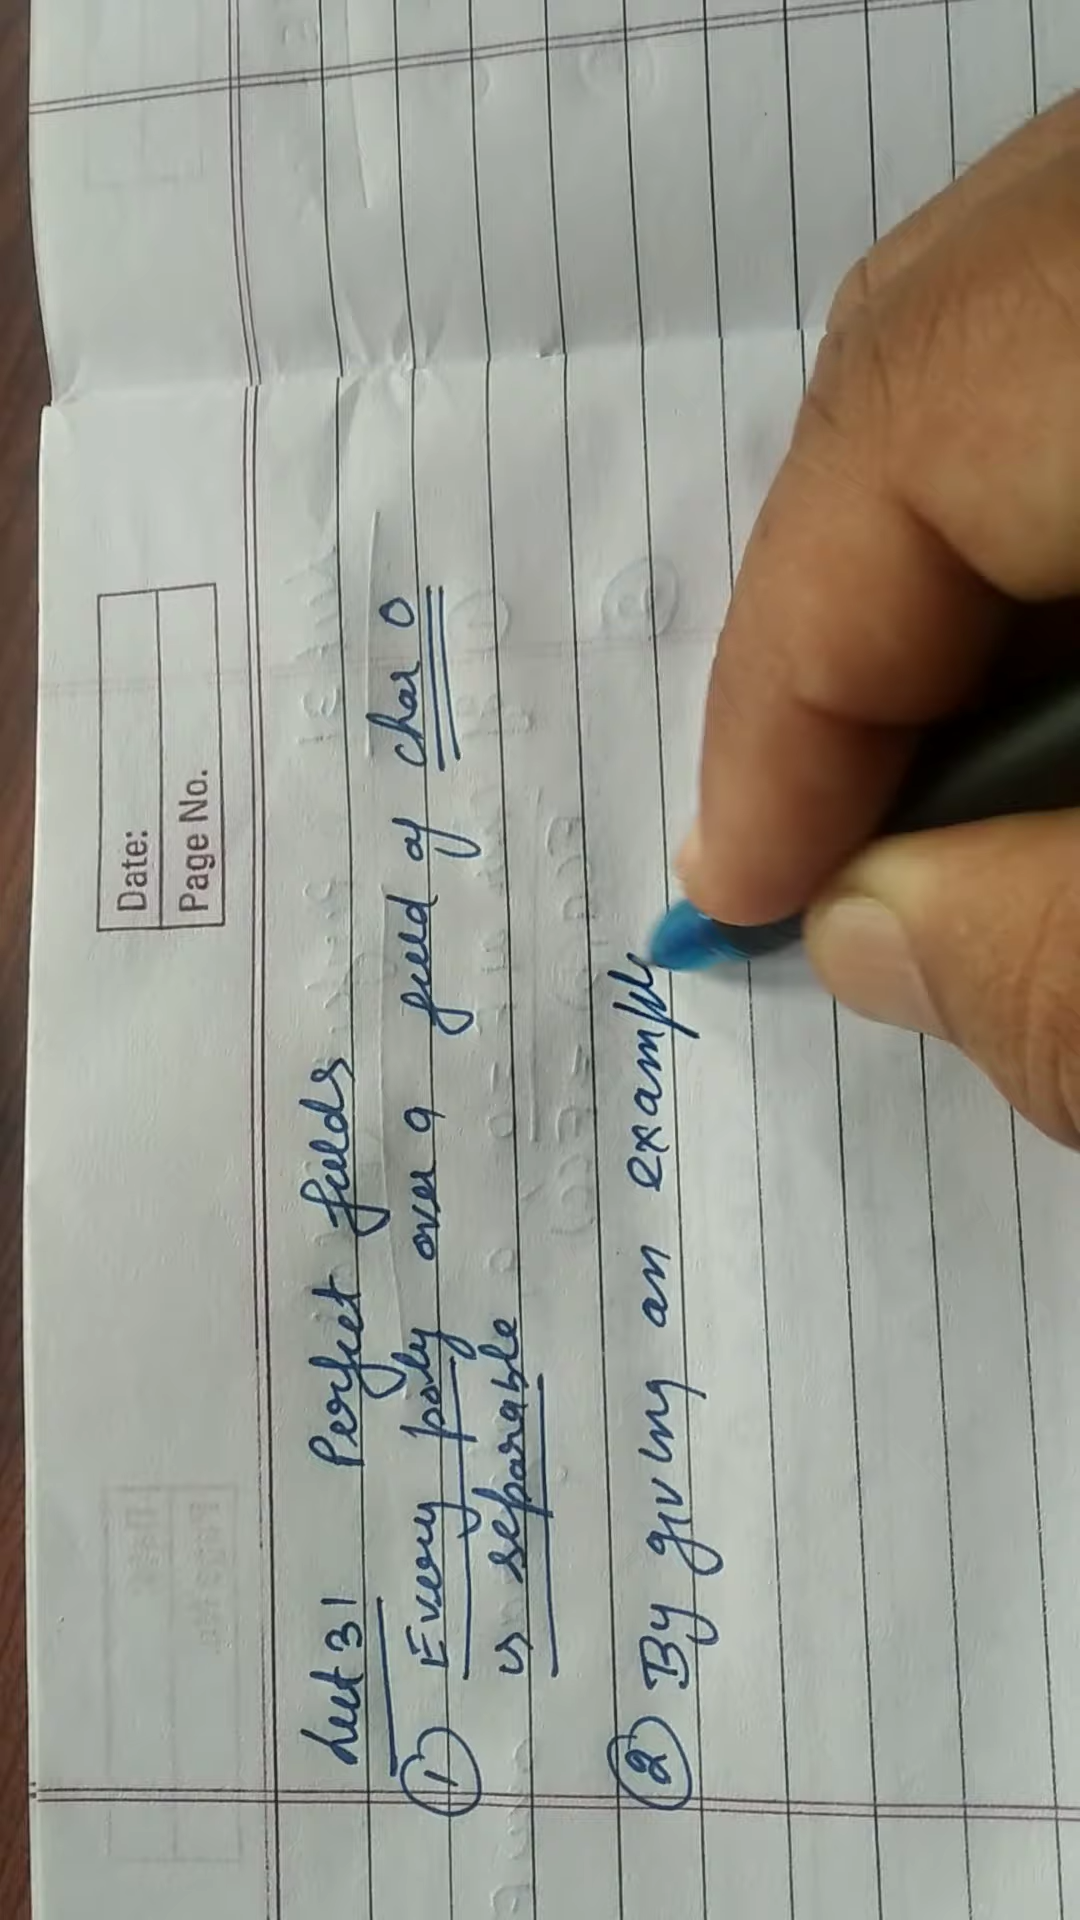 Date:
Page No.
Lect 31 Perfect fields
① Every poly over a field of char 0
is separable
② By giving an example